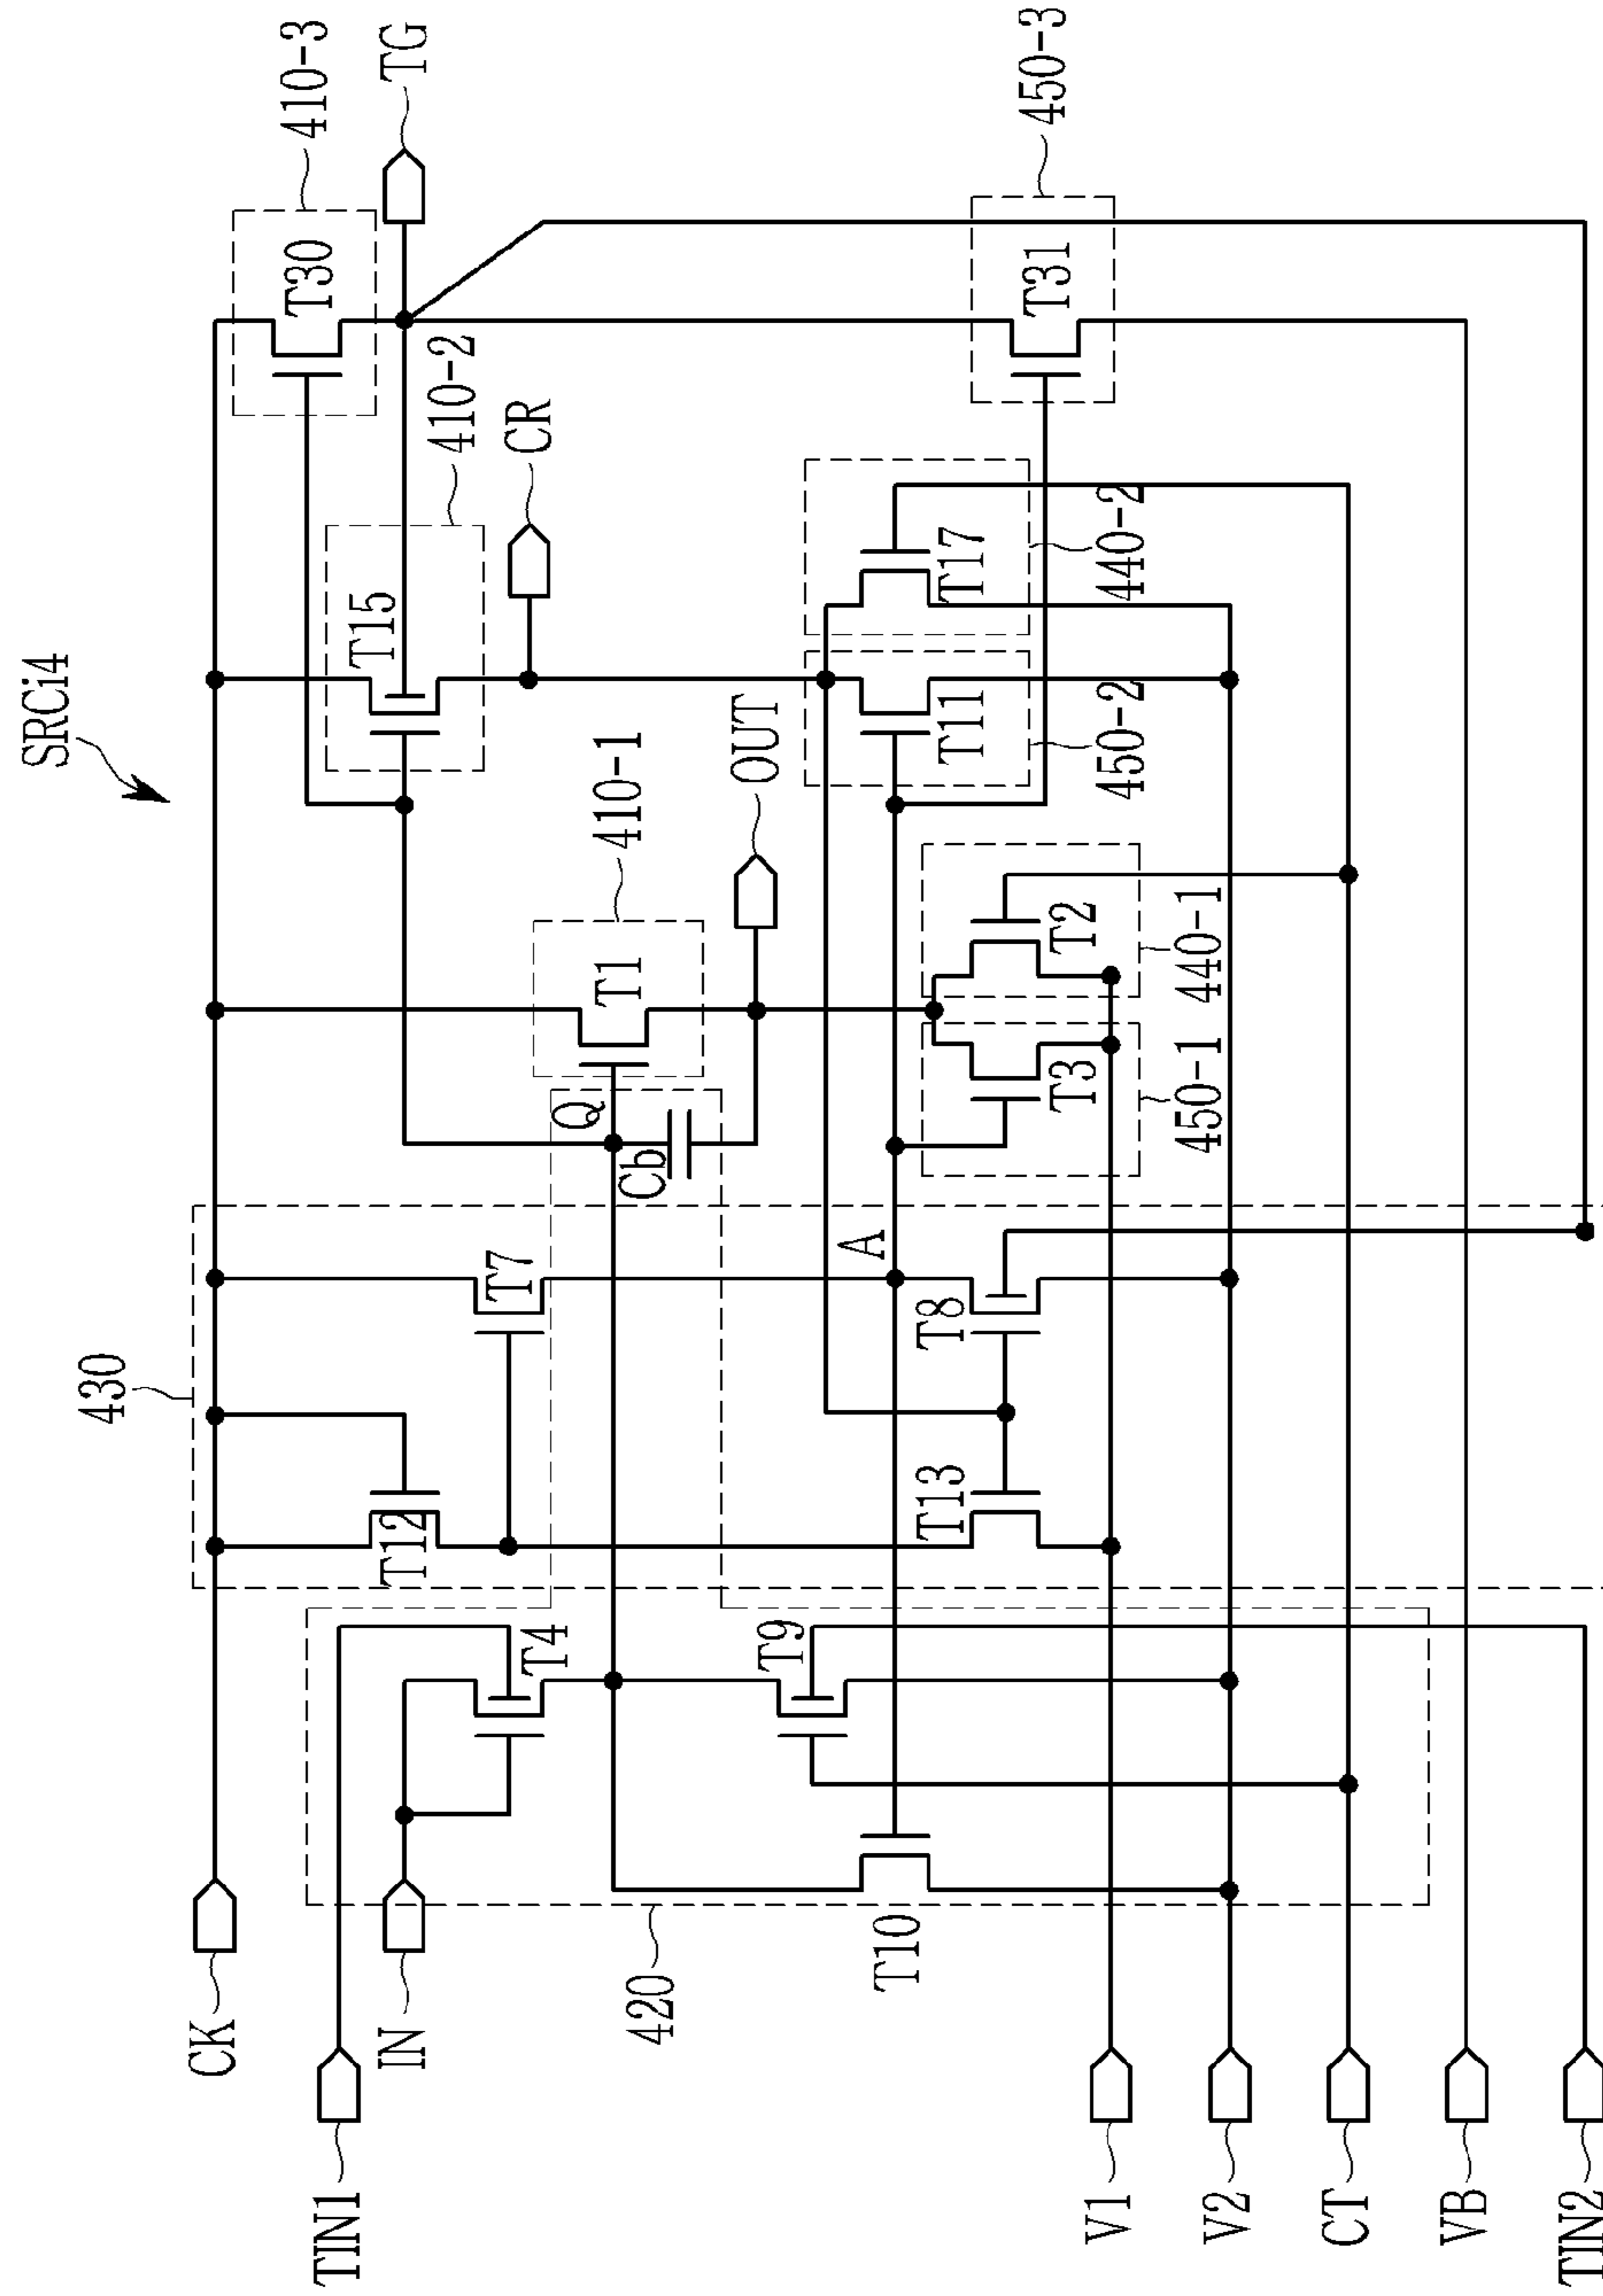 SRCi4
430
410-3
T30
TG
T15
410-2
CR
T12
T7
T1
410-1
Q
Cb
OUT
T4
T9
T10
420
A
T13
T8
T3
450-1
T2
440-1
T11
450-2
T17
440-2
T31
450-3
CK
TIN1
IN
V1
V2
CT
VB
TIN2